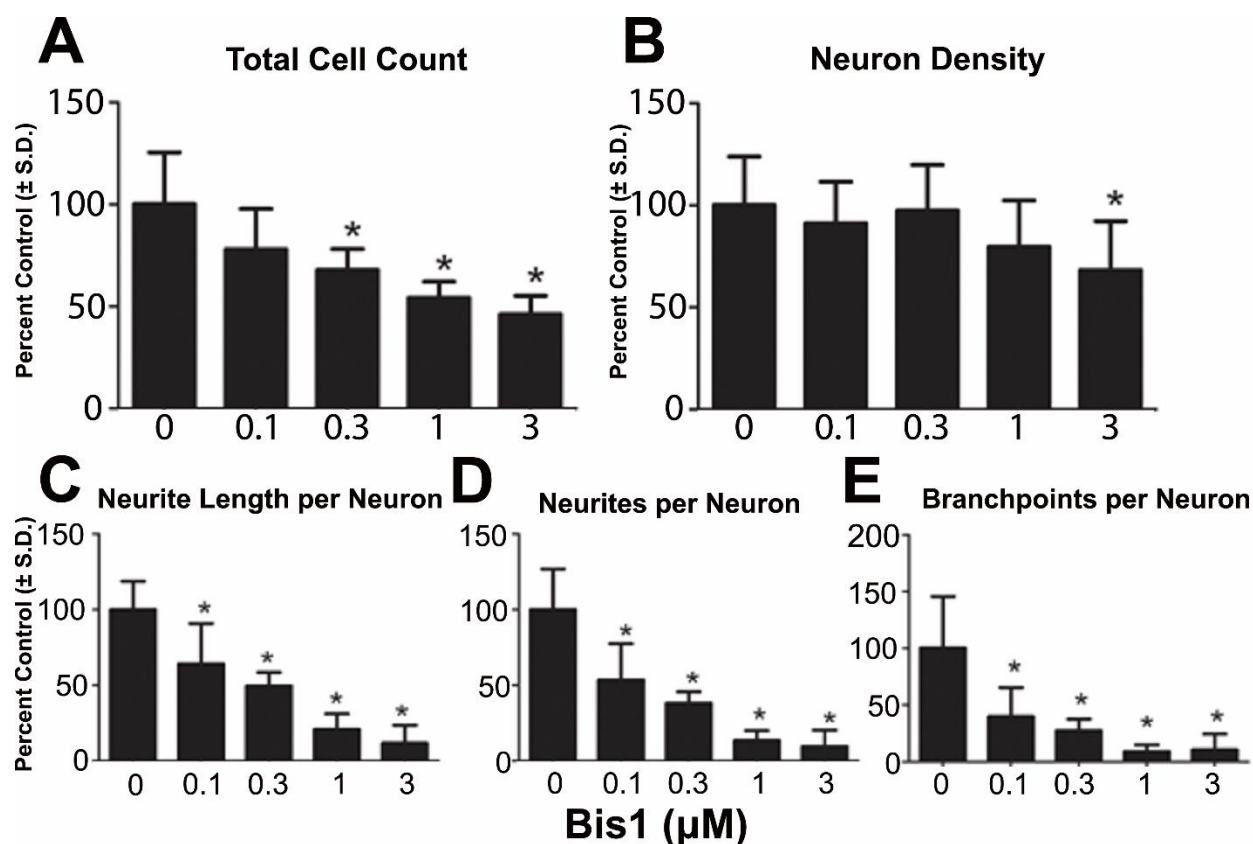 A
Total Cell Count
Percent Control (± S.D.)
150
100
50
0
* * *
0 0.1 0.3 1 3
B
Neuron Density
Percent Control (± S.D.)
150
100
50
0
*
0 0.1 0.3 1 3
C
Neurite Length per Neuron
Percent Control (± S.D.)
150
100
50
0
* * * *
0 0.1 0.3 1 3
D
Neurites per Neuron
150
100
50
0
* * * *
0 0.1 0.3 1 3
E
Branchpoints per Neuron
200
150
100
50
0
* * * *
0 0.1 0.3 1 3
Bis1 (µM)